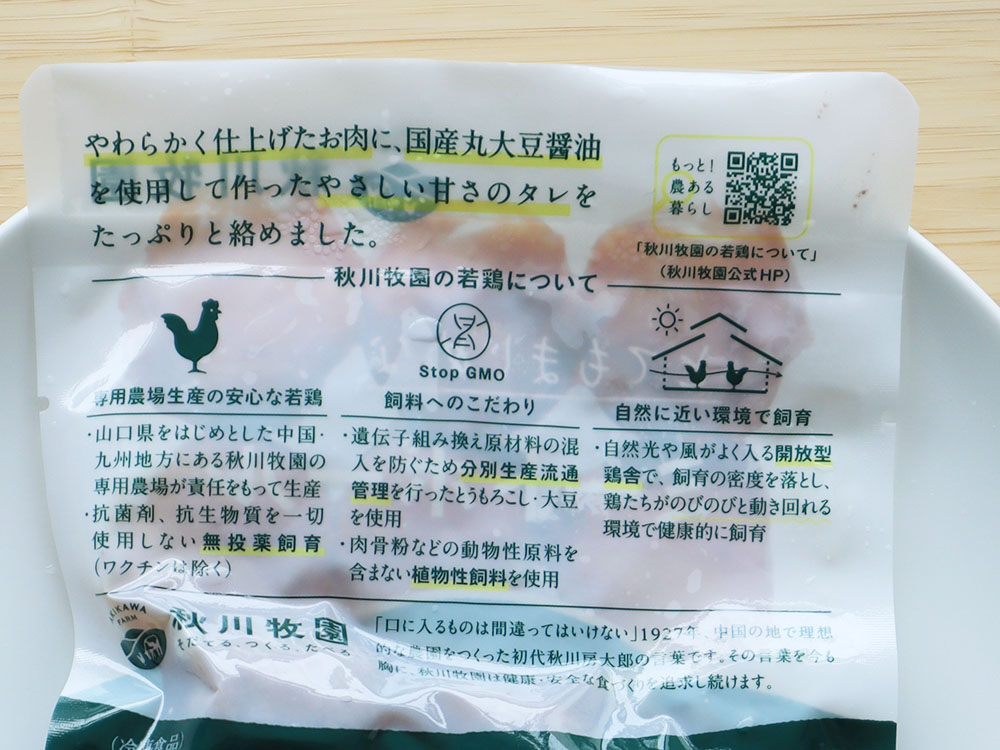 やわらかく仕上げたお肉に、国産丸大豆醤油
を使用して作ったやさしい甘さのタレを
たっぷりと絡めました。
もっと!
農ある
暮らし
「秋川牧園の若鶏について」
(秋川牧園公式HP)
秋川牧園の若鶏について
専用農場生産の安心な若鶏
・山口県をはじめとした中国・
九州地方にある秋川牧園の
専用農場が責任をもって生産
・抗菌剤、抗生物質を一切
使用しない無投薬飼育
(ワクチンは除く)
Stop GMO
飼料へのこだわり
・遺伝子組み換え原材料の混
入を防ぐため分別生産流通
管理を行ったとうもろこし・大豆
を使用
・肉骨粉などの動物性原料を
含まない植物性飼料を使用
自然に近い環境で飼育
・自然光や風がよく入る開放型
鶏舎で、飼育の密度を落とし、
鶏たちがのびのびと動き回れる
環境で健康的に飼育
AKIKAWA
FARM
秋川牧園
そだてる、つくる、たべる
「口に入るものは間違ってはいけない」1927年、中国の地で理想
的な農園をつくった初代秋川房太郎の言葉です。その言葉を今も
胸に、秋川牧園は健康・安全な食づくりを追求し続けます。